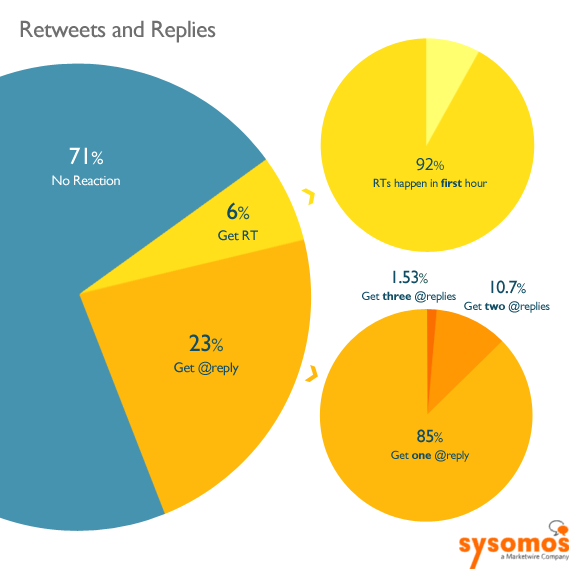 Retweets and Replies
71%
No Reaction
6%
Get RT
23%
Get @reply
92%
RTs happen in first hour
1.53%
Get three @replies
10.7%
Get two @replies
85%
Get one @reply
sysomos
a Marketwire Company